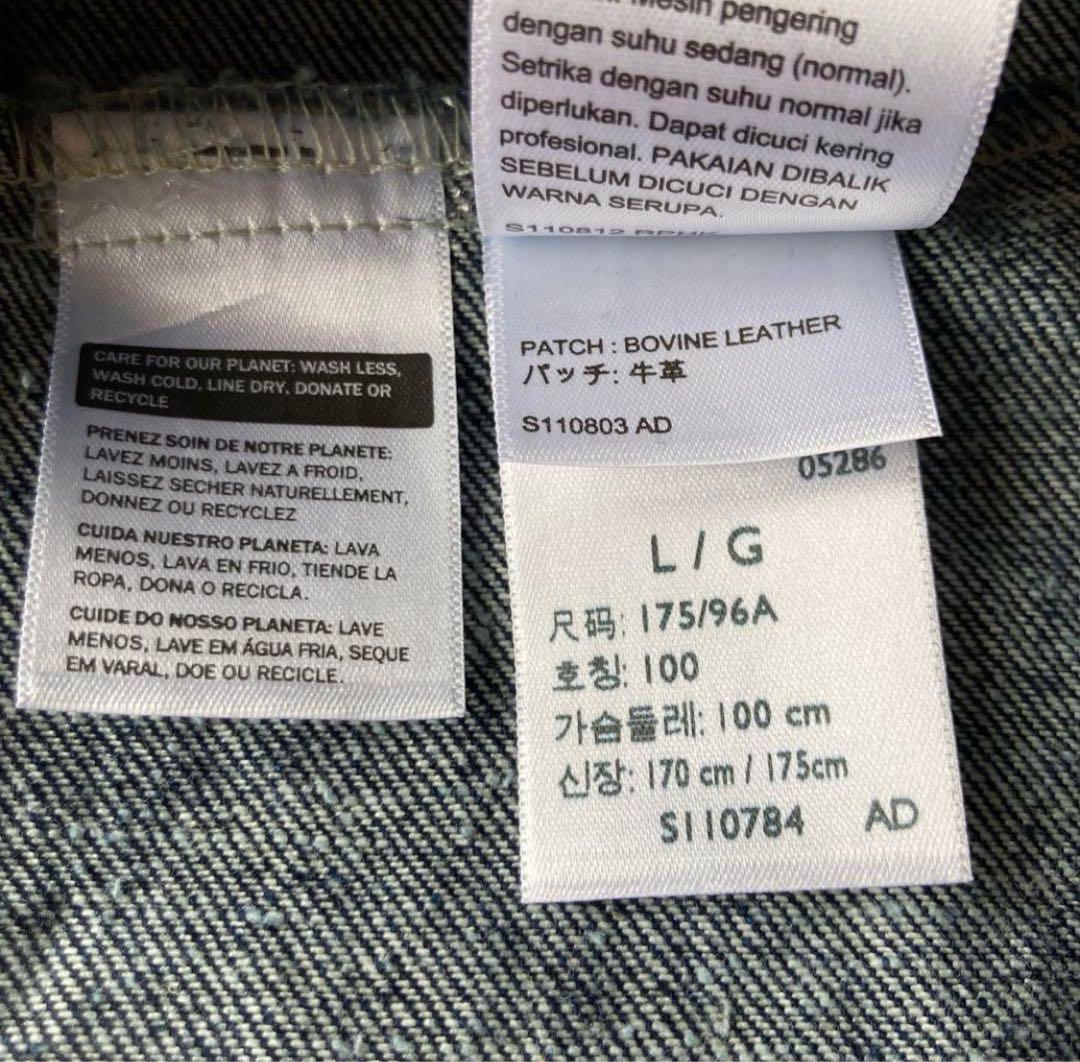 CARE FOR OUR PLANET: WASH LESS,
WASH COLD, LINE DRY, DONATE OR
RECYCLE
PRENEZ SOIN DE NOTRE PLANETE:
LAVEZ MOINS, LAVEZ A FROID,
LAISSEZ SECHER NATURELLEMENT,
DONNEZ OU RECYCLEZ
CUIDA NUESTRO PLANETA: LAVA
MENOS, LAVA EN FRIO, TIENDE LA
ROPA, DONA O RECICLA.
CUIDE DO NOSSO PLANETA: LAVE
MENOS, LAVE EM ÁGUA FRIA, SEQUE
EM VARAL, DOE OU RECICLE.
Mesin pengering
dengan suhu sedang (normal).
Setrika dengan suhu normal jika
diperlukan. Dapat dicuci kering
profesional. PAKAIAN DIBALIK
SEBELUM DICUCI DENGAN
WARNA SERUPA.
S110812
PATCH : BOVINE LEATHER
パッチ: 牛革
S110803 AD
05286
L / G
尺码: 175/96A
호칭: 100
가슴둘레: 100 cm
신장: 170 cm / 175cm
S110784 AD